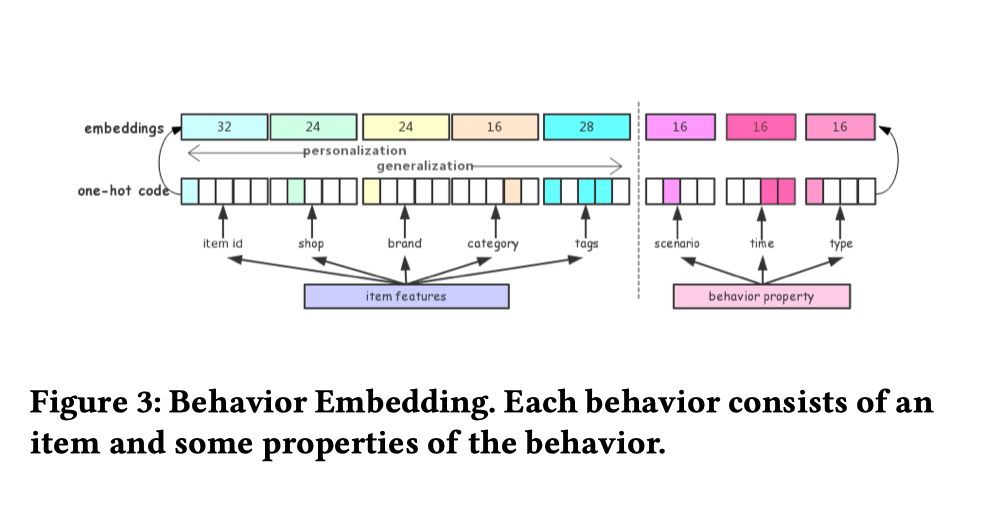 embeddings 32 24 24 16 28 16 16 16
personalization
generalization
one-hot code
item id shop brand category tags scenario time type
item features behavior property
Figure 3: Behavior Embedding. Each behavior consists of an
item and some properties of the behavior.